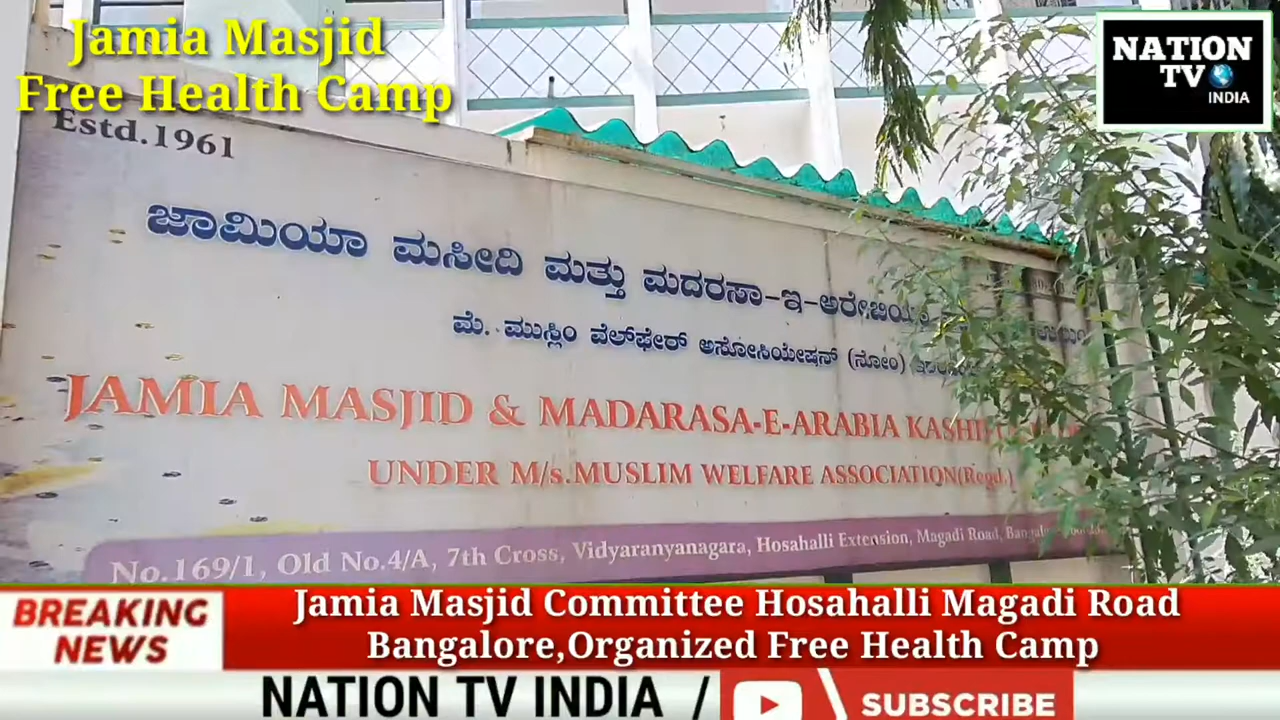 Jamia Masjid
Free Health Camp
NATION
TV
INDIA
Estd.1961
ಜಾಮಿಯಾ ಮಸೀದಿ ಮತ್ತು ಮದರಸಾ-ಇ-ಅರೇಬಿಯಾ
ಮೆ. ಮುಸ್ಲಿಂ ವೆಲ್‌ಫೇರ್ ಅಸೋಸಿಯೇಷನ್ (ನೋಂ)
JAMIA MASJID & MADARASA-E-ARABIA
UNDER M/s.MUSLIM WELFARE ASSOCIATION(Regd.)
No.169/1, Old No.4/A, 7th Cross, Vidyaranyanagara, Hosahalli Extension, Magadi Road,
BREAKING
NEWS
Jamia Masjid Committee Hosahalli Magadi Road
Bangalore,Organized Free Health Camp
NATION TV INDIA / SUBSCRIBE